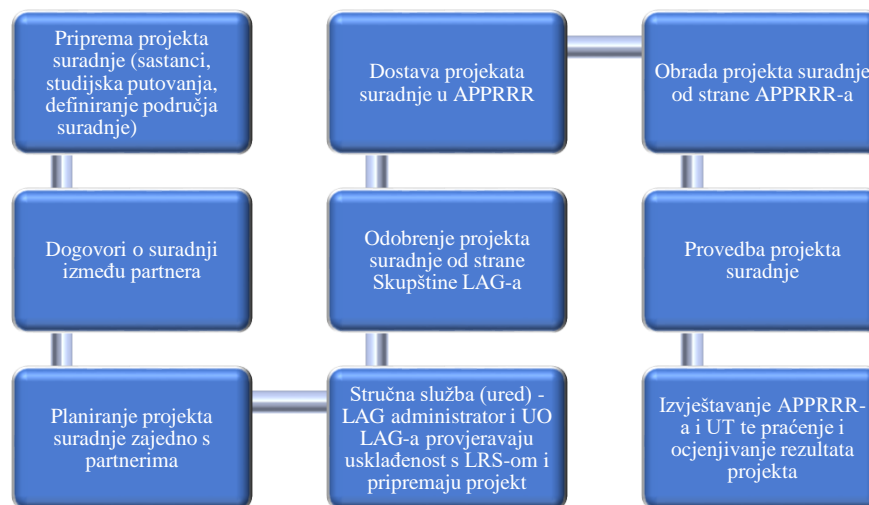 Priprema projekta
suradnje (sastanci,
studijska putovanja,
definiranje područja
suradnje)
Dogovori o suradnji
između partnera
Planiranje projekta
suradnje zajedno s
partnerima
Stručna služba (ured) -
LAG administrator i UO
LAG-a provjeravaju
usklađenost s LRS-om i
pripremaju projekt
Odobrenje projekta
suradnje od strane
Skupštine LAG-a
Dostava projekata
suradnje u APPRRR
Obrada projekta suradnje
od strane APPRRR-a
Provedba projekta
suradnje
Izvještavanje APPRRR-
a i UT te praćenje i
ocjenjivanje rezultata
projekta